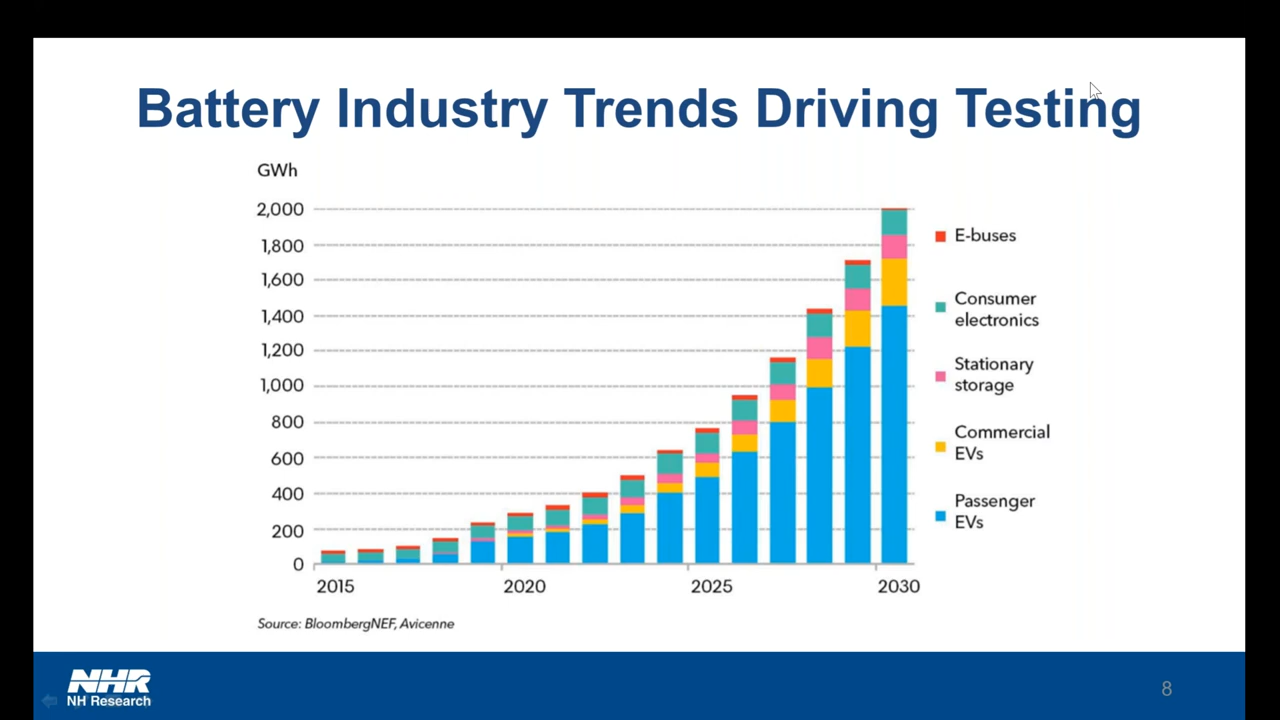 Battery Industry Trends Driving Testing
GWh
2,000
1,800
1,600
1,400
1,200
1,000
800
600
400
200
0
2015
2020
2025
2030
E-buses
Consumer
electronics
Stationary
storage
Commercial
EVs
Passenger
EVs
Source: BloombergNEF, Avicenne
NHR
NH Research
8